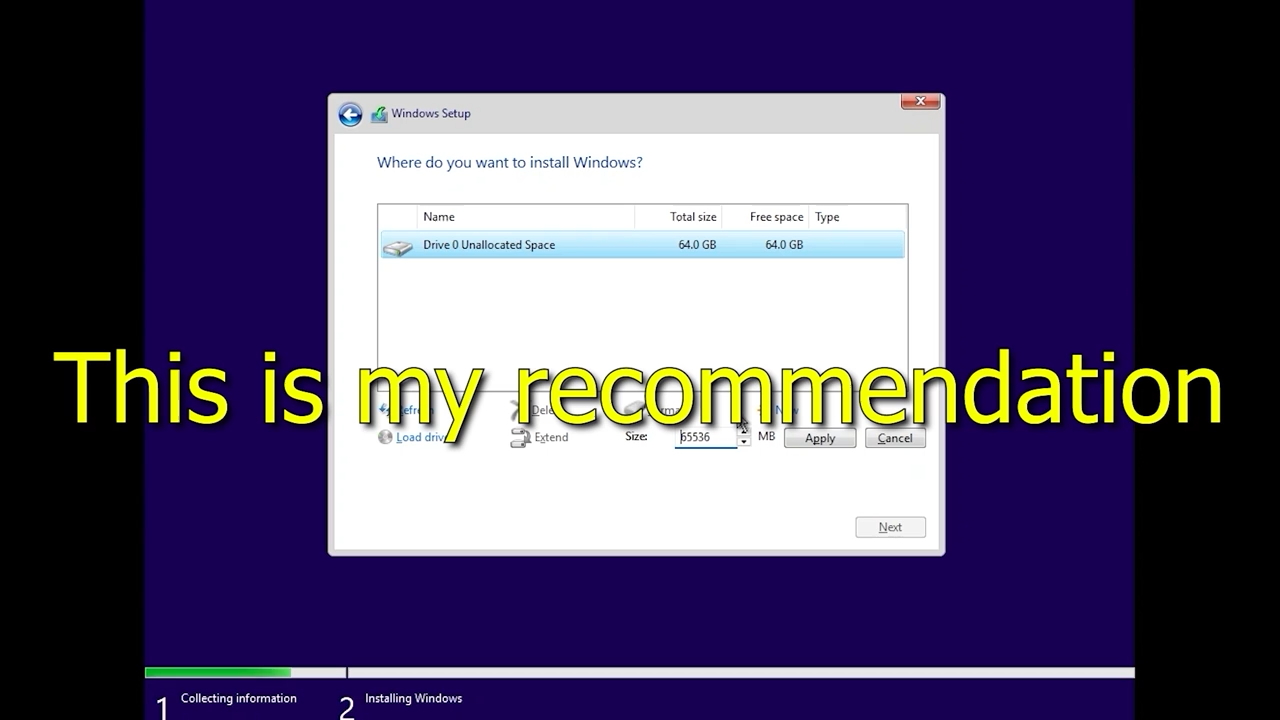 Windows Setup
Where do you want to install Windows?
Name Total size Free space Type
Drive 0 Unallocated Space 64.0 GB 64.0 GB
This is my recommendation
Extend Size: 65536 MB Apply Cancel
Next
1 Collecting information 2 Installing Windows